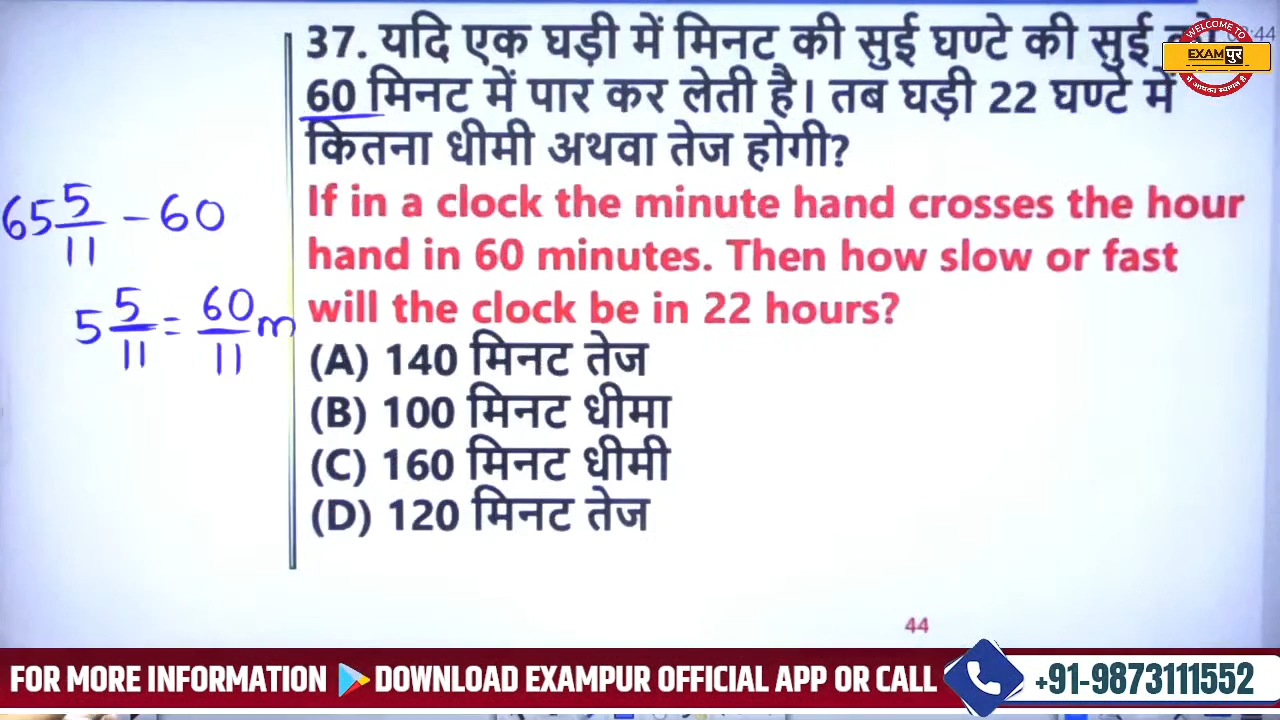 37. यदि एक घड़ी में मिनट की सुई घण्टे की सुई को
60 मिनट में पार कर लेती है। तब घड़ी 22 घण्टे में
कितना धीमी अथवा तेज होगी?
If in a clock the minute hand crosses the hour
hand in 60 minutes. Then how slow or fast
will the clock be in 22 hours?
(A) 140 मिनट तेज
(B) 100 मिनट धीमा
(C) 160 मिनट धीमी
(D) 120 मिनट तेज
65 5/11 - 60
5 5/11 = 60/11 m
WELCOME TO
EXAMपुर
:44
44
FOR MORE INFORMATION DOWNLOAD EXAMPUR OFFICIAL APP OR CALL +91-9873111552